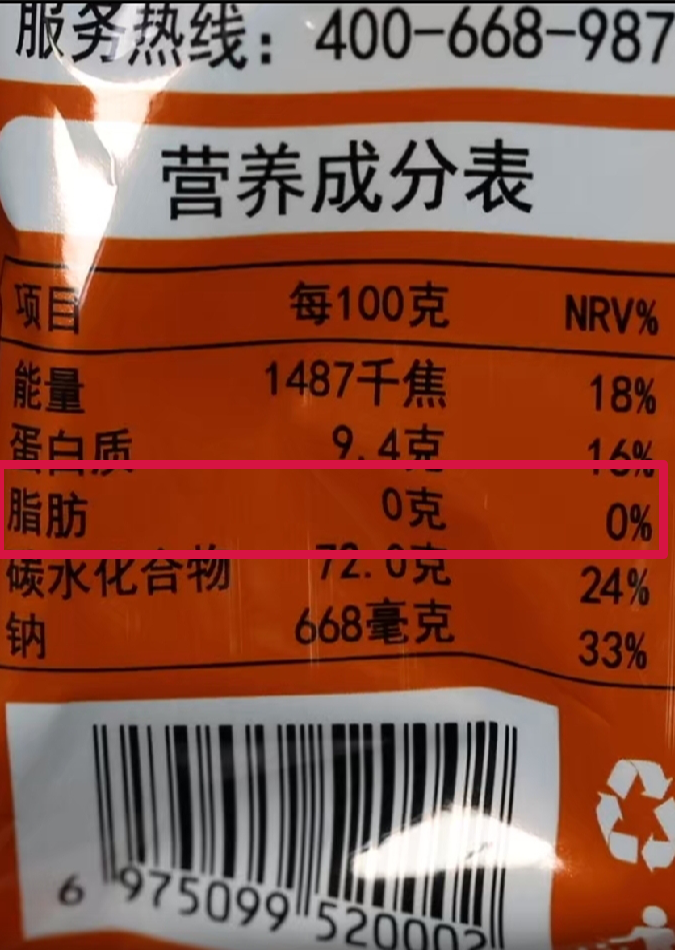 服务热线：400-668-987
营养成分表
项目 每100克 NRV%
能量 1487千焦 18%
蛋白质 9.4克 16%
脂肪 0克 0%
碳水化合物 72.0克 24%
钠 668毫克 33%
6 975099 520002